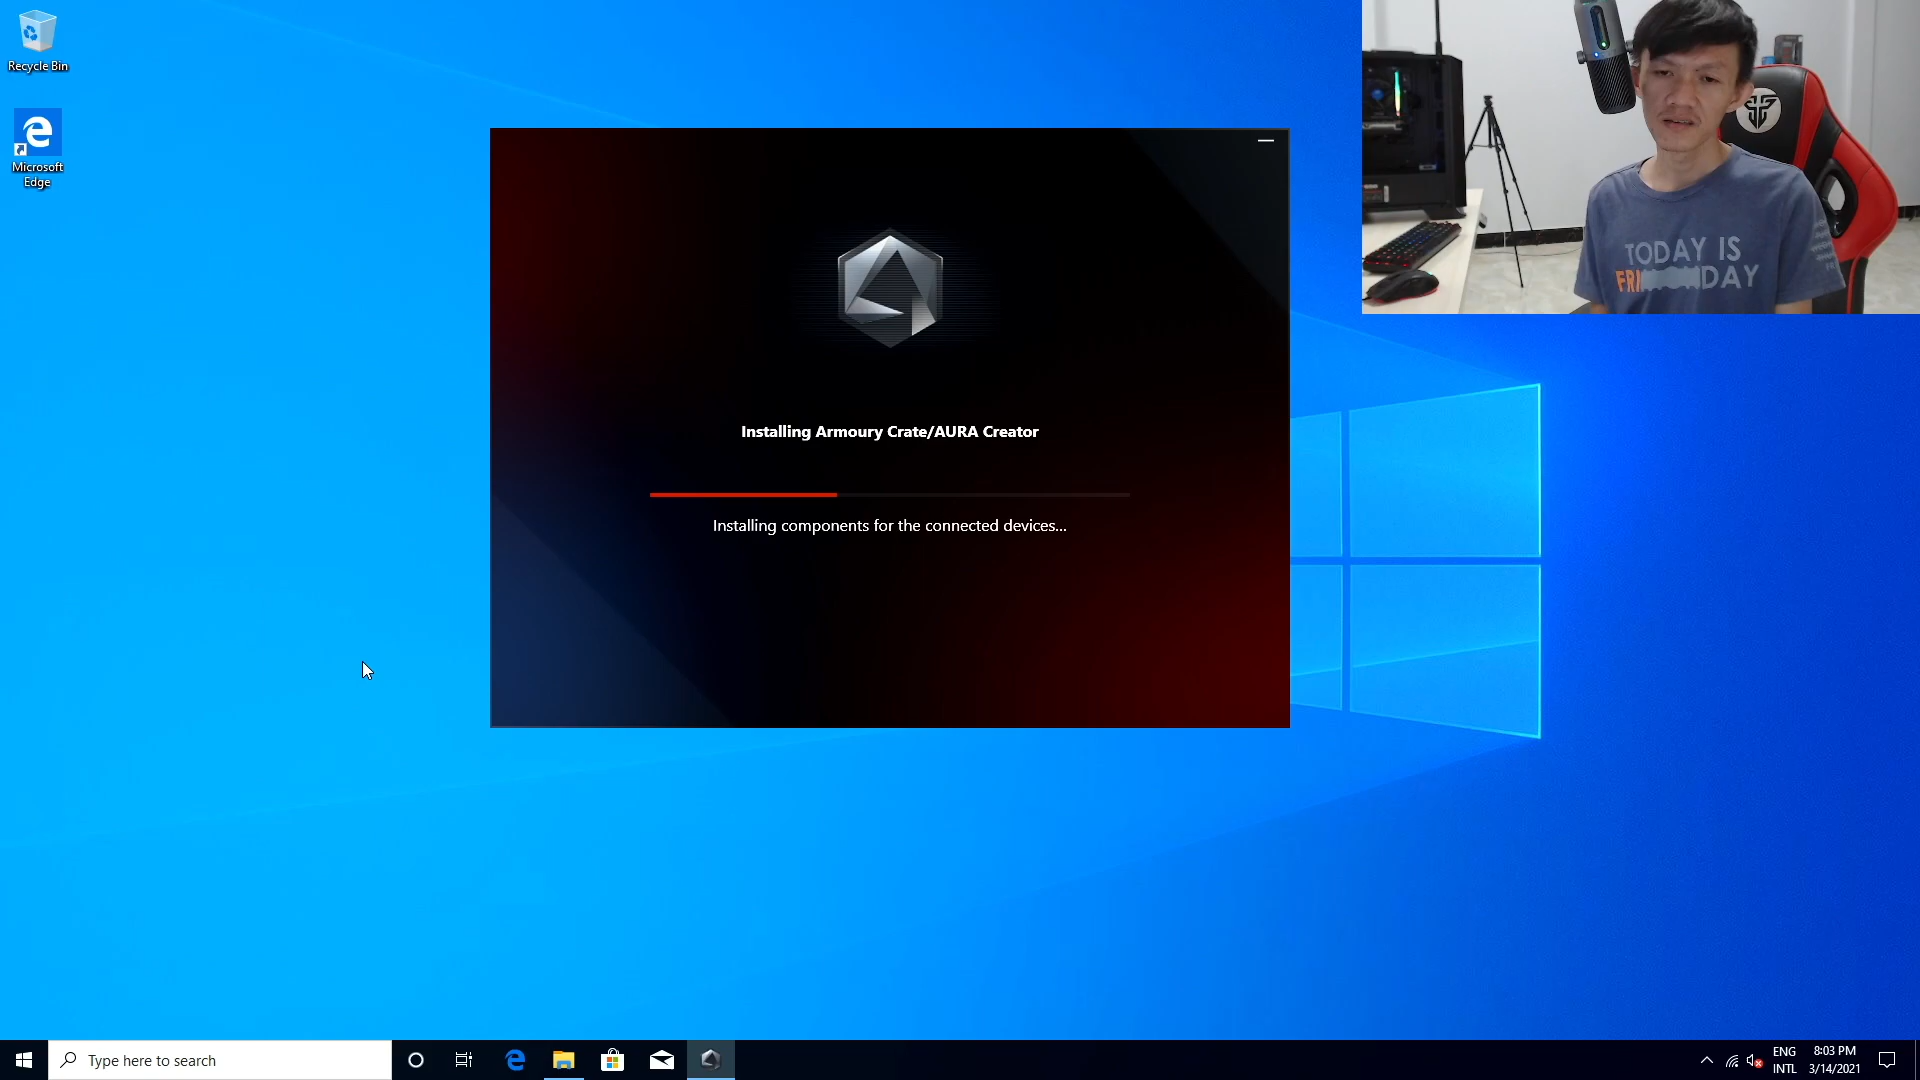 Recycle Bin
Microsoft
Edge
Installing Armoury Crate/AURA Creator
Installing components for the connected devices...
TODAY IS
FRI DAY
Type here to search
ENG
INTL
8:03 PM
3/14/2021